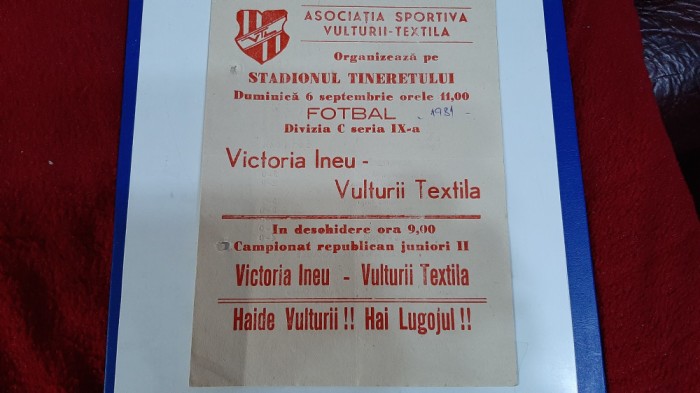 ASOCIAȚIA SPORTIVA
VULTURII-TEXTILA
Organizează pe
STADIONUL TINERETULUI
Duminică 6 septembrie orele 11,00
FOTBAL 1981 -
Divizia C seria IX-a
Victoria Ineu -
Vulturii Textila
In deschidere ora 9,00
Campionat republican juniori II
Victoria Ineu - Vulturii Textila
Haide Vulturii !! Hai Lugojul !!